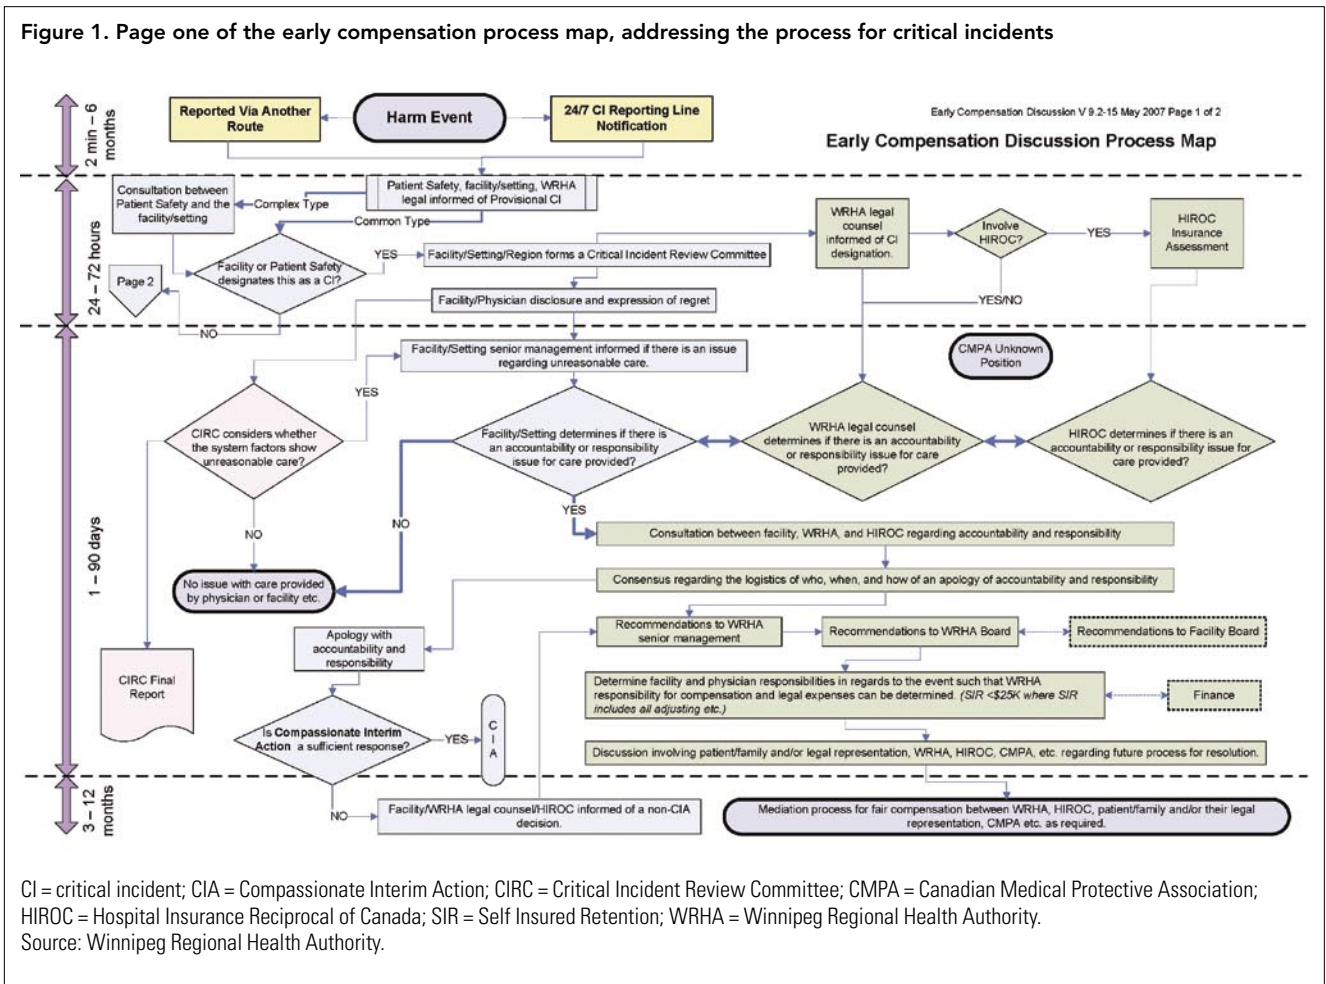 Figure 1. Page one of the early compensation process map, addressing the process for critical incidents
2 min – 6
months
Reported Via Another
Route
Harm Event
24/7 CI Reporting Line
Notification
Early Compensation Discussion V 9.2-15 May 2007 Page 1 of 2
Early Compensation Discussion Process Map
24 – 72 hours
Consultation between
Patient Safety and the
facility/setting
Complex Type
Patient Safety, facility/setting, WRHA
legal informed of Provisional CI
Common Type
Facility or Patient Safety
designates this as a CI?
YES
Facility/Setting/Region forms a Critical Incident Review Committee
WRHA legal
counsel
informed of CI
designation.
Involve
HIROC?
YES
HIROC
Insurance
Assessment
Page 2
Facility/Physician disclosure and expression of regret
YES/NO
NO
1 – 90 days
Facility/Setting senior management informed if there is an issue
regarding unreasonable care.
CMPA Unknown
Position
YES
CIRC considers whether
the system factors show
unreasonable care?
Facility/Setting determines if there is
an accountability or responsibility
issue for care provided?
WRHA legal counsel
determines if there is an accountability
or responsibility issue for care
provided?
HIROC determines if there is an
accountability or responsibility issue for
care provided?
NO
NO
YES
Consultation between facility, WRHA, and HIROC regarding accountability and responsibility
No issue with care provided
by physician or facility etc.
Consensus regarding the logistics of who, when, and how of an apology of accountability and responsibility
Apology with
accountability and
responsibility
Recommendations to WRHA
senior management
Recommendations to WRHA Board
Recommendations to Facility Board
CIRC Final
Report
Determine facility and physician responsibilities in regards to the event such that WRHA
responsibility for compensation and legal expenses can be determined. (SIR <$25K where SIR
includes all adjusting etc.)
Finance
Is Compassionate Interim
Action a sufficient response?
YES
C
I
A
Discussion involving patient/family and/or legal representation, WRHA, HIROC, CMPA, etc. regarding future process for resolution.
3 – 12
months
NO
Facility/WRHA legal counsel/HIROC informed of a non-CIA
decision.
Mediation process for fair compensation between WRHA, HIROC, patient/family and/or their legal
representation, CMPA etc. as required.
CI = critical incident; CIA = Compassionate Interim Action; CIRC = Critical Incident Review Committee; CMPA = Canadian Medical Protective Association;
HIROC = Hospital Insurance Reciprocal of Canada; SIR = Self Insured Retention; WRHA = Winnipeg Regional Health Authority.
Source: Winnipeg Regional Health Authority.